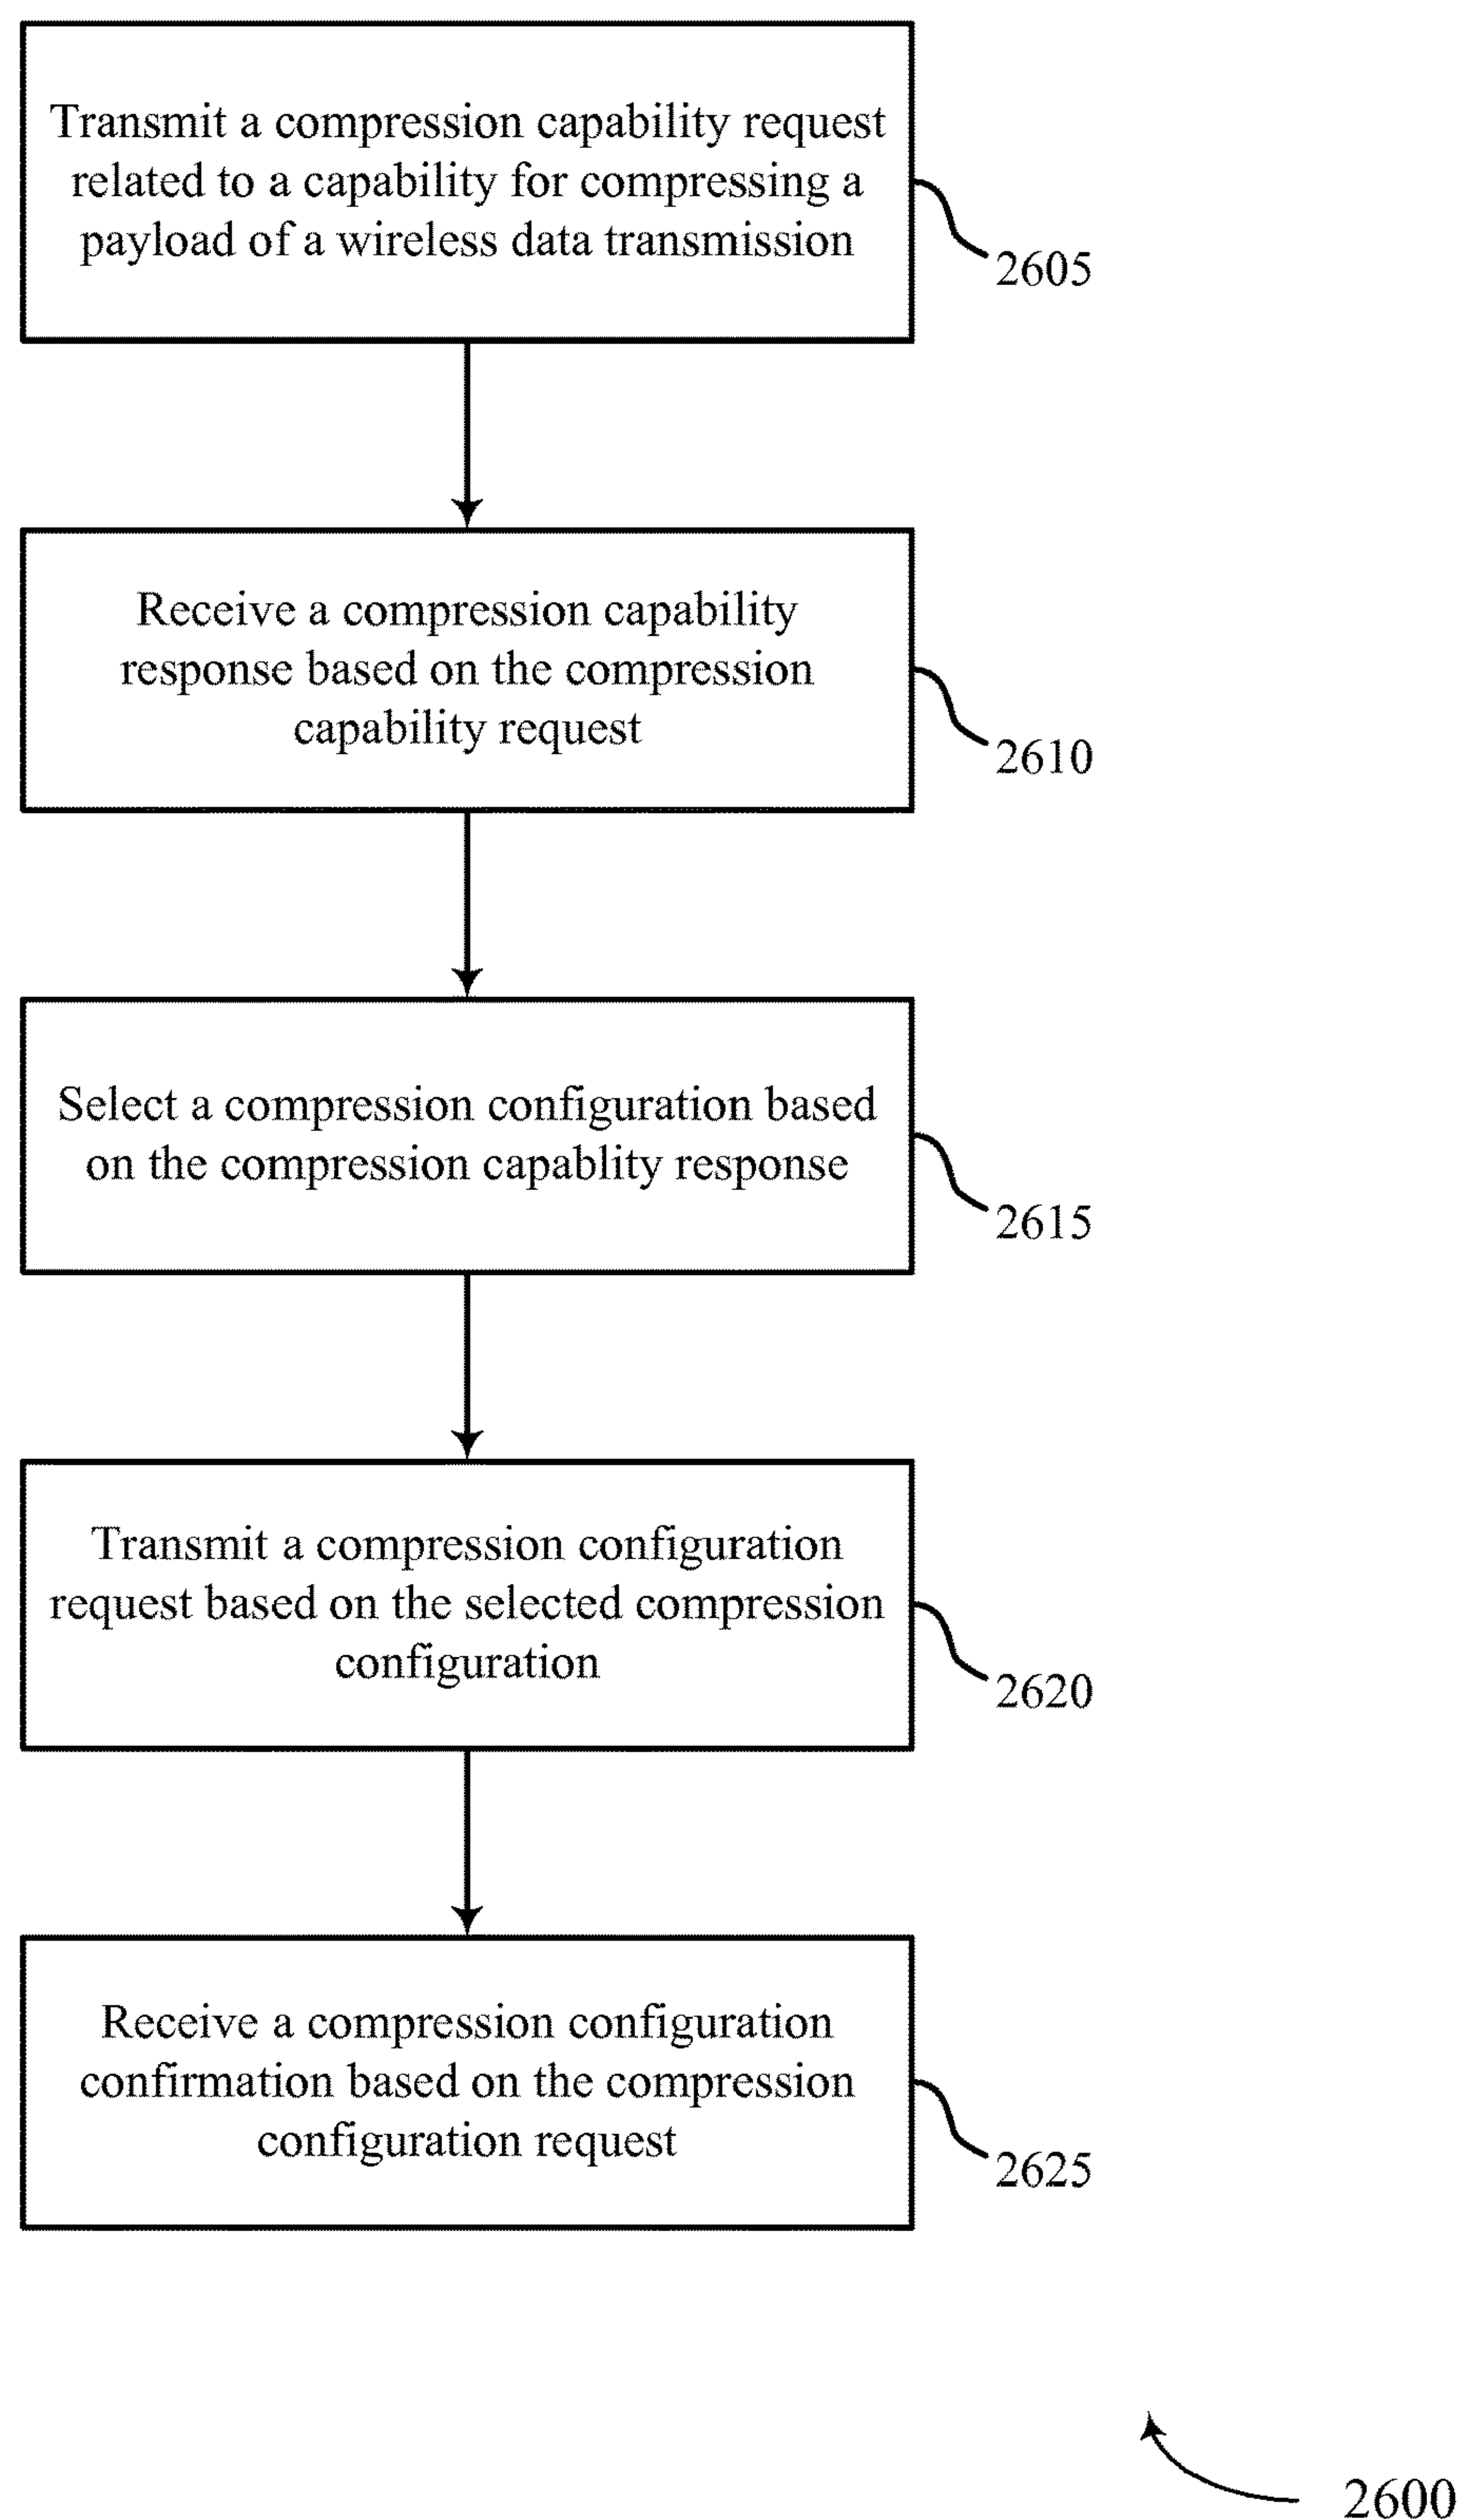 Transmit a compression capability request
related to a capability for compressing a
payload of a wireless data transmission
2605
Receive a compression capability
response based on the compression
capability request
2610
Select a compression configuration based
on the compression capablity response
2615
Transmit a compression configuration
request based on the selected compression
configuration
2620
Receive a compression configuration
confirmation based on the compression
configuration request
2625
2600